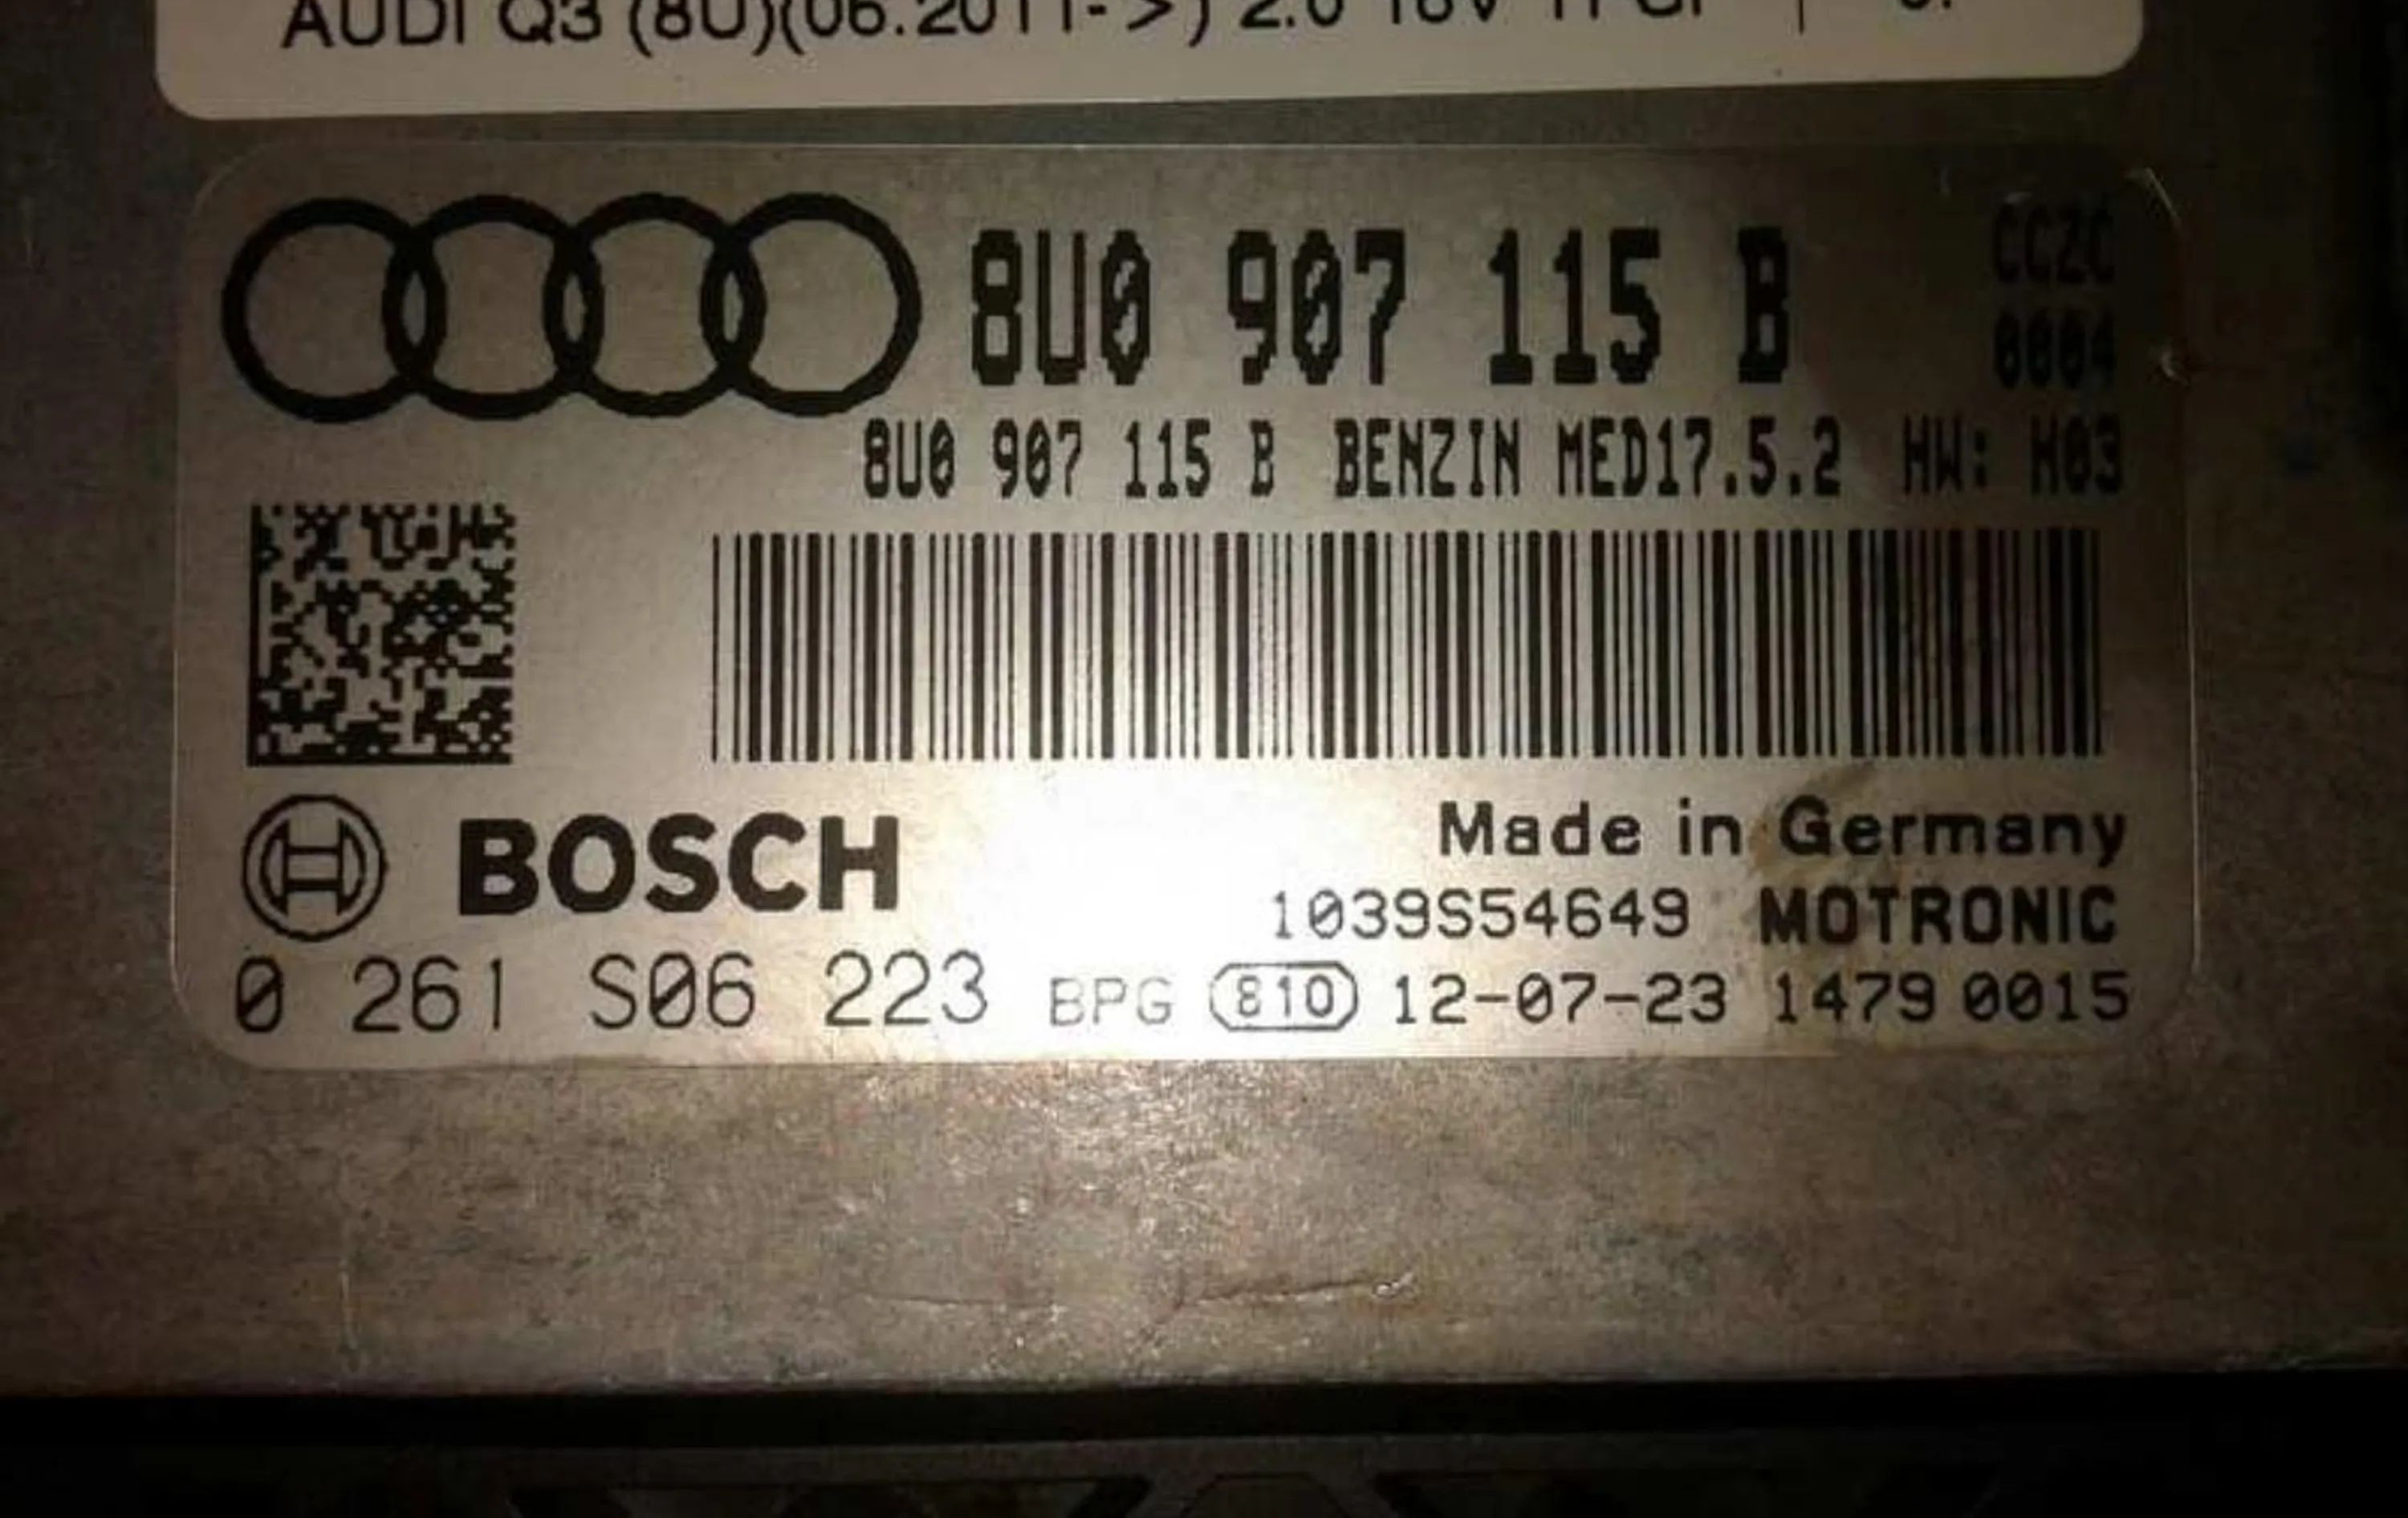 AUDI Q3 (8U)(06.2011->) 2.0 16V TFSI
8U0 907 115 B
CCZC
0004
8U0 907 115 B BENZIN MED17.5.2 HW: H03
BOSCH
Made in Germany
1039S54649 MOTRONIC
0 261 S06 223 BPG 810 12-07-23 1479 0015